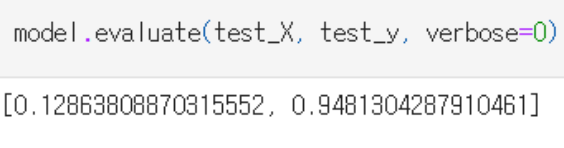 model.evaluate(test_X, test_y, verbose=0)
[0.12863808870315552, 0.9481304287910461]